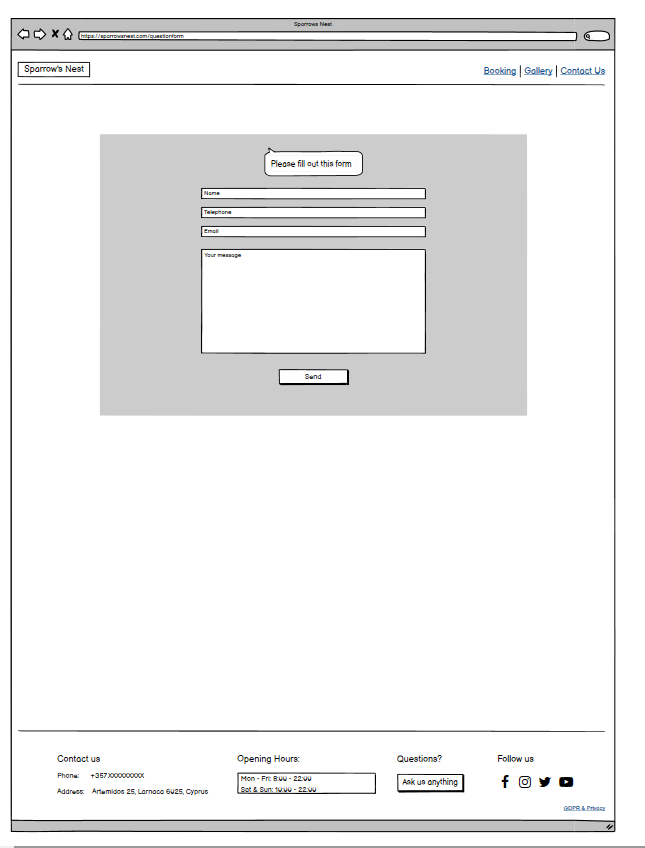 Sparrows Nest
https://sparrowsnest.com/questionform
Sparrow's Nest
Booking | Gallery | Contact Us
Please fill out this form
Name
Telephone
Email
Your message
Send
Contact us
Phone: +357XXXXXXXXX
Address: Artemidos 25, Larnaca 6025, Cyprus
Opening Hours:
Mon - Fri: 8:00 - 22:00
Sat & Sun: 10:00 - 22:00
Questions?
Ask us anything
Follow us
GDPR & Privacy